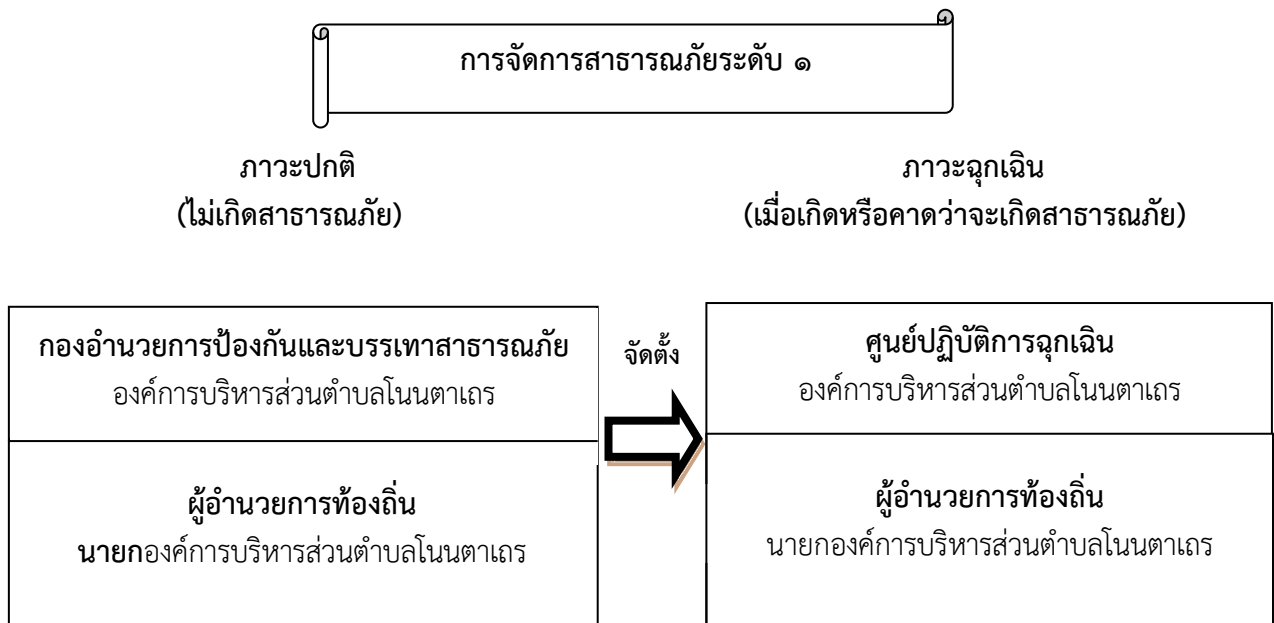 การจัดการสาธารณภัยระดับ ๑
ภาวะปกติ
(ไม่เกิดสาธารณภัย)
ภาวะฉุกเฉิน
(เมื่อเกิดหรือคาดว่าจะเกิดสาธารณภัย)
กองอำนวยการป้องกันและบรรเทาสาธารณภัย
องค์การบริหารส่วนตำบลโนนตาเถร
ผู้อำนวยการท้องถิ่น
นายกองค์การบริหารส่วนตำบลโนนตาเถร
จัดตั้ง
ศูนย์ปฏิบัติการฉุกเฉิน
องค์การบริหารส่วนตำบลโนนตาเถร
ผู้อำนวยการท้องถิ่น
นายกองค์การบริหารส่วนตำบลโนนตาเถร